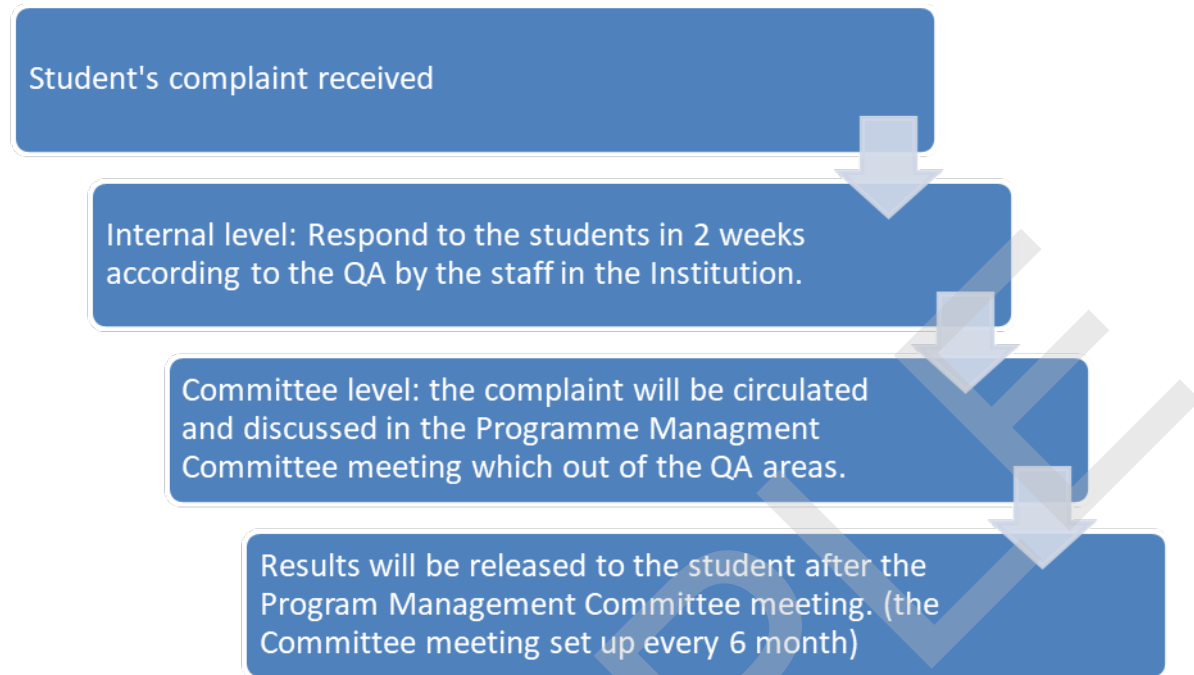 Student's complaint received
Internal level: Respond to the students in 2 weeks
according to the QA by the staff in the Institution.
Committee level: the complaint will be circulated
and discussed in the Programme Managment
Committee meeting which out of the QA areas.
Results will be released to the student after the
Program Management Committee meeting. (the
Committee meeting set up every 6 month)